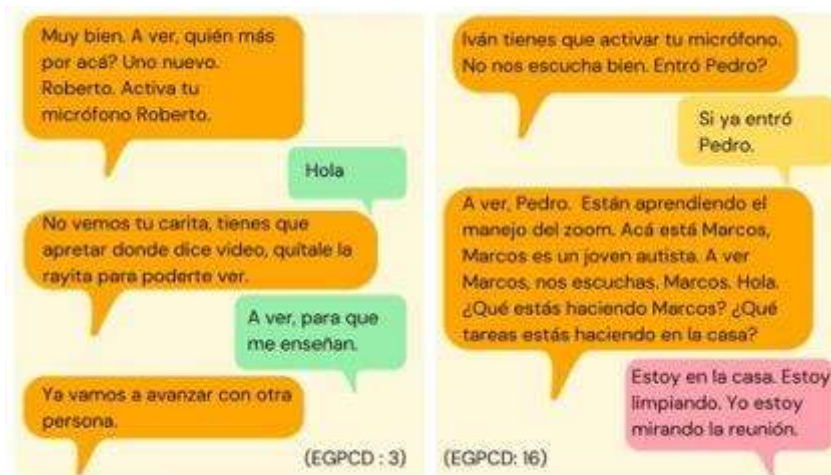 Muy bien. A ver, quién más
por acá? Uno nuevo.
Roberto. Activa tu
micrófono Roberto.
Hola
No vemos tu carita, tienes que
apretar donde dice video, quítale la
rayita para poderte ver.
A ver, para que
me enseñan.
Ya vamos a avanzar con otra
persona.
(EGPCD : 3)
Iván tienes que activar tu micrófono.
No nos escucha bien. Entró Pedro?
Si ya entró
Pedro.
A ver, Pedro. Están aprendiendo el
manejo del zoom. Acá está Marcos,
Marcos es un joven autista. A ver
Marcos, nos escuchas, Marcos. Hola.
¿Qué estás haciendo Marcos? ¿Qué
tareas estás haciendo en la casa?
Estoy en la casa. Estoy
limpiando. Yo estoy
mirando la reunión.
(EGPCD: 16)